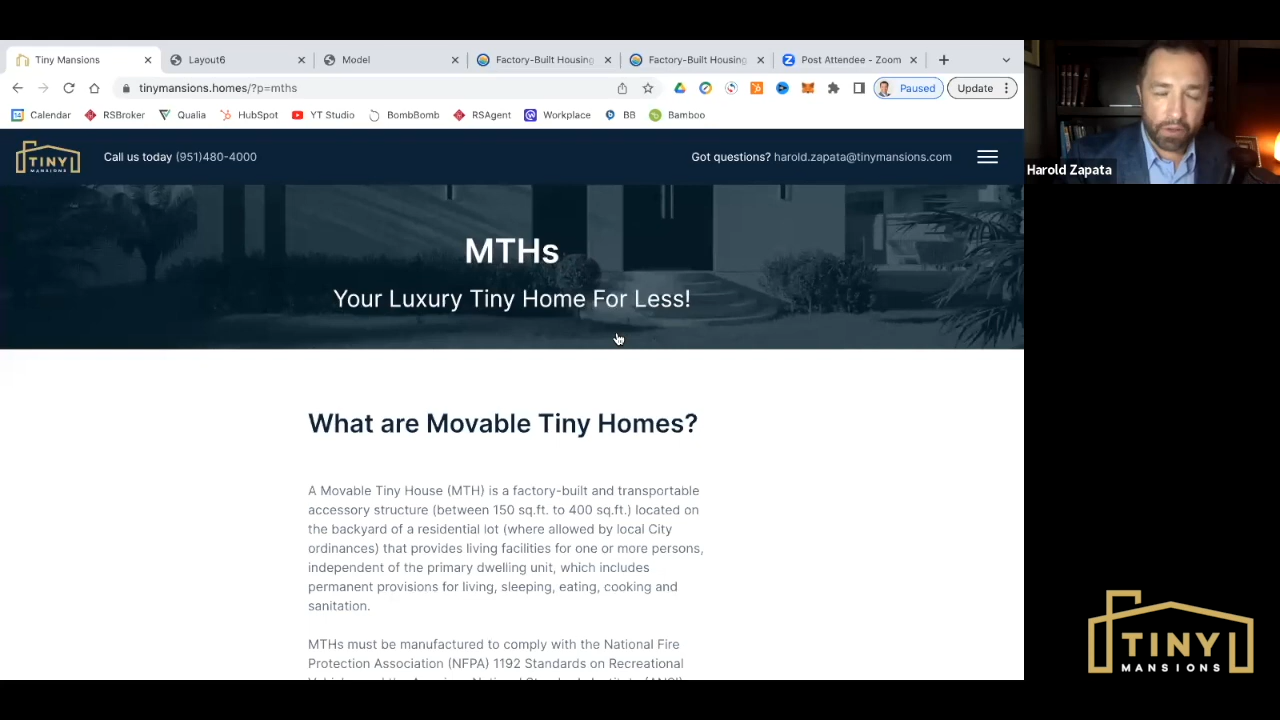 Tiny Mansions
Layout6
Model
Factory-Built Housing
Factory-Built Housing
Post Attendee - Zoom
tinymansions.homes/?p=mths
Paused
Update
Calendar
RSBroker
Qualia
HubSpot
YT Studio
BombBomb
RSAgent
Workplace
BB
Bamboo
TINY
MANSIONS
Call us today (951)480-4000
Got questions? harold.zapata@tinymansions.com
Harold Zapata
MTHs
Your Luxury Tiny Home For Less!
What are Movable Tiny Homes?
A Movable Tiny House (MTH) is a factory-built and transportable
accessory structure (between 150 sq.ft. to 400 sq.ft.) located on
the backyard of a residential lot (where allowed by local City
ordinances) that provides living facilities for one or more persons,
independent of the primary dwelling unit, which includes
permanent provisions for living, sleeping, eating, cooking and
sanitation.
MTHs must be manufactured to comply with the National Fire
Protection Association (NFPA) 1192 Standards on Recreational
TINY
MANSIONS